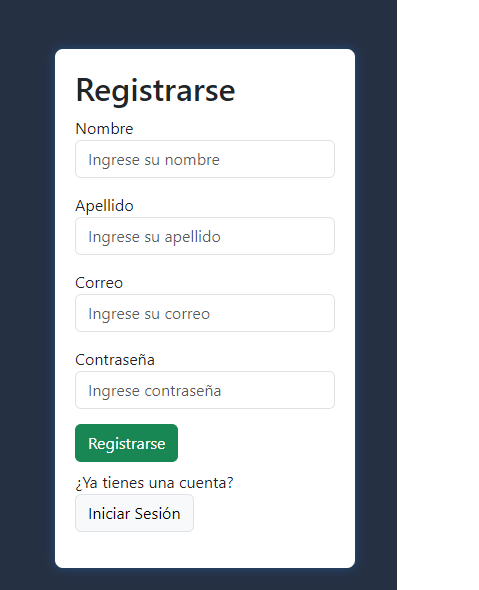 Registrarse
Nombre
Ingrese su nombre
Apellido
Ingrese su apellido
Correo
Ingrese su correo
Contraseña
Ingrese contraseña
Registrarse
¿Ya tienes una cuenta?
Iniciar Sesión